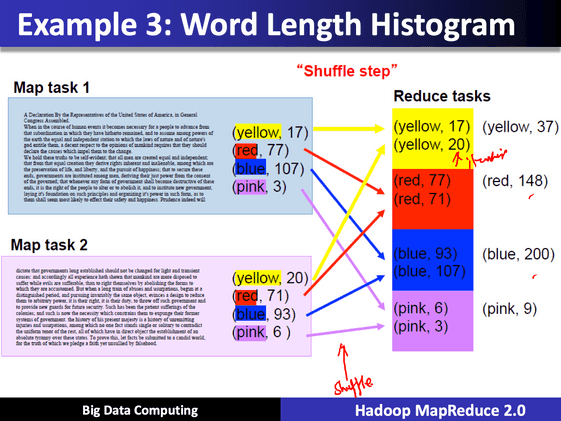 Example 3: Word Length Histogram
Map task 1
A Declaration By the Representatives of the United States of America, in General
Congress Assembled.
When in the course of human events it becomes necessary for a people to advance from
that subordination in which they have hitherto remained, and to assume among powers of
the earth the equal and independent station to which the laws of nature and of nature's
god entitle them, a decent respect to the opinions of mankind requires that they should
declare the causes which impel them to the change.
We hold these truths to be self-evident; that all men are created equal and independent;
that from that equal creation they derive rights inherent and inalienable, among which are
the preservation of life, and liberty, and the pursuit of happiness; that to secure these
ends, governments are instituted among men, deriving their just power from the consent
of the governed; that whenever any form of government shall become destructive of these
ends, it is the right of the people to alter or to abolish it, and to institute new government,
laying it's foundation on such principles and organizing it's power in such form, as to
them shall seem most likely to effect their safety and happiness. Prudence indeed will
(yellow, 17)
(red, 77)
(blue, 107)
(pink, 3)
Map task 2
dictate that governments long established should not be changed for light and transient
causes: and accordingly all experience hath shewn that mankind are more disposed to
suffer while evils are sufferable, than to right themselves by abolishing the forms to
which they are accustomed. But when a long train of abuses and usurpations, begun at a
distinguished period, and pursuing invariably the same object, evinces a design to reduce
them to arbitrary power, it is their right, it is their duty, to throw off such government and
to provide new guards for future security. Such has been the patient sufferings of the
colonies; and such is now the necessity which constrains them to expunge their former
systems of government. the history of his present majesty is a history of unremitting
injuries and usurpations, among which no one fact stands single or solitary to contradict
the uniform tenor of the rest, all of which have in direct object the establishment of an
absolute tyranny over these states. To prove this, let facts be submitted to a candid world,
for the truth of which we pledge a faith yet unsullied by falsehood.
(yellow, 20)
(red, 71)
(blue, 93)
(pink, 6 )
"Shuffle step"
shuffle
Reduce tasks
(yellow, 17)
(yellow, 20)
(yellow, 37)
(red, 77)
(red, 71)
(red, 148)
(blue, 93)
(blue, 107)
(blue, 200)
(pink, 6)
(pink, 3)
(pink, 9)
Big Data Computing
Hadoop MapReduce 2.0